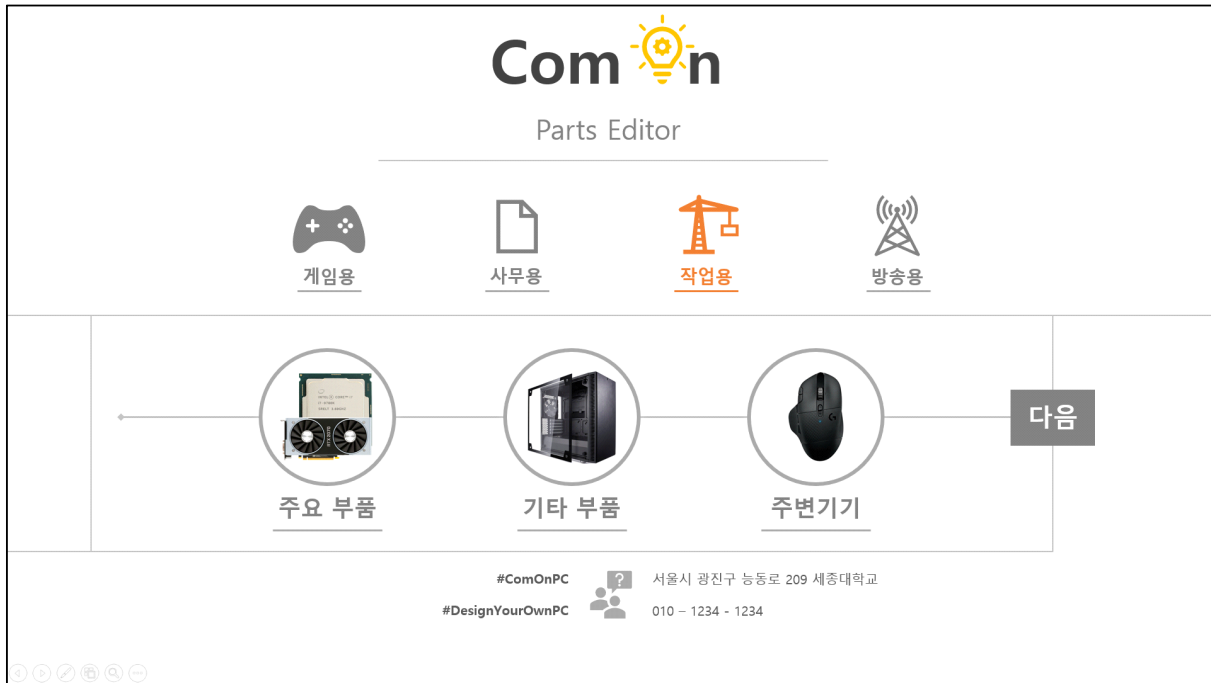 Com n
Parts Editor
게임용
사무용
작업용
방송용
주요 부품
기타 부품
주변기기
다음
#ComOnPC
서울시 광진구 능동로 209 세종대학교
#DesignYourOwnPC
010 – 1234 - 1234